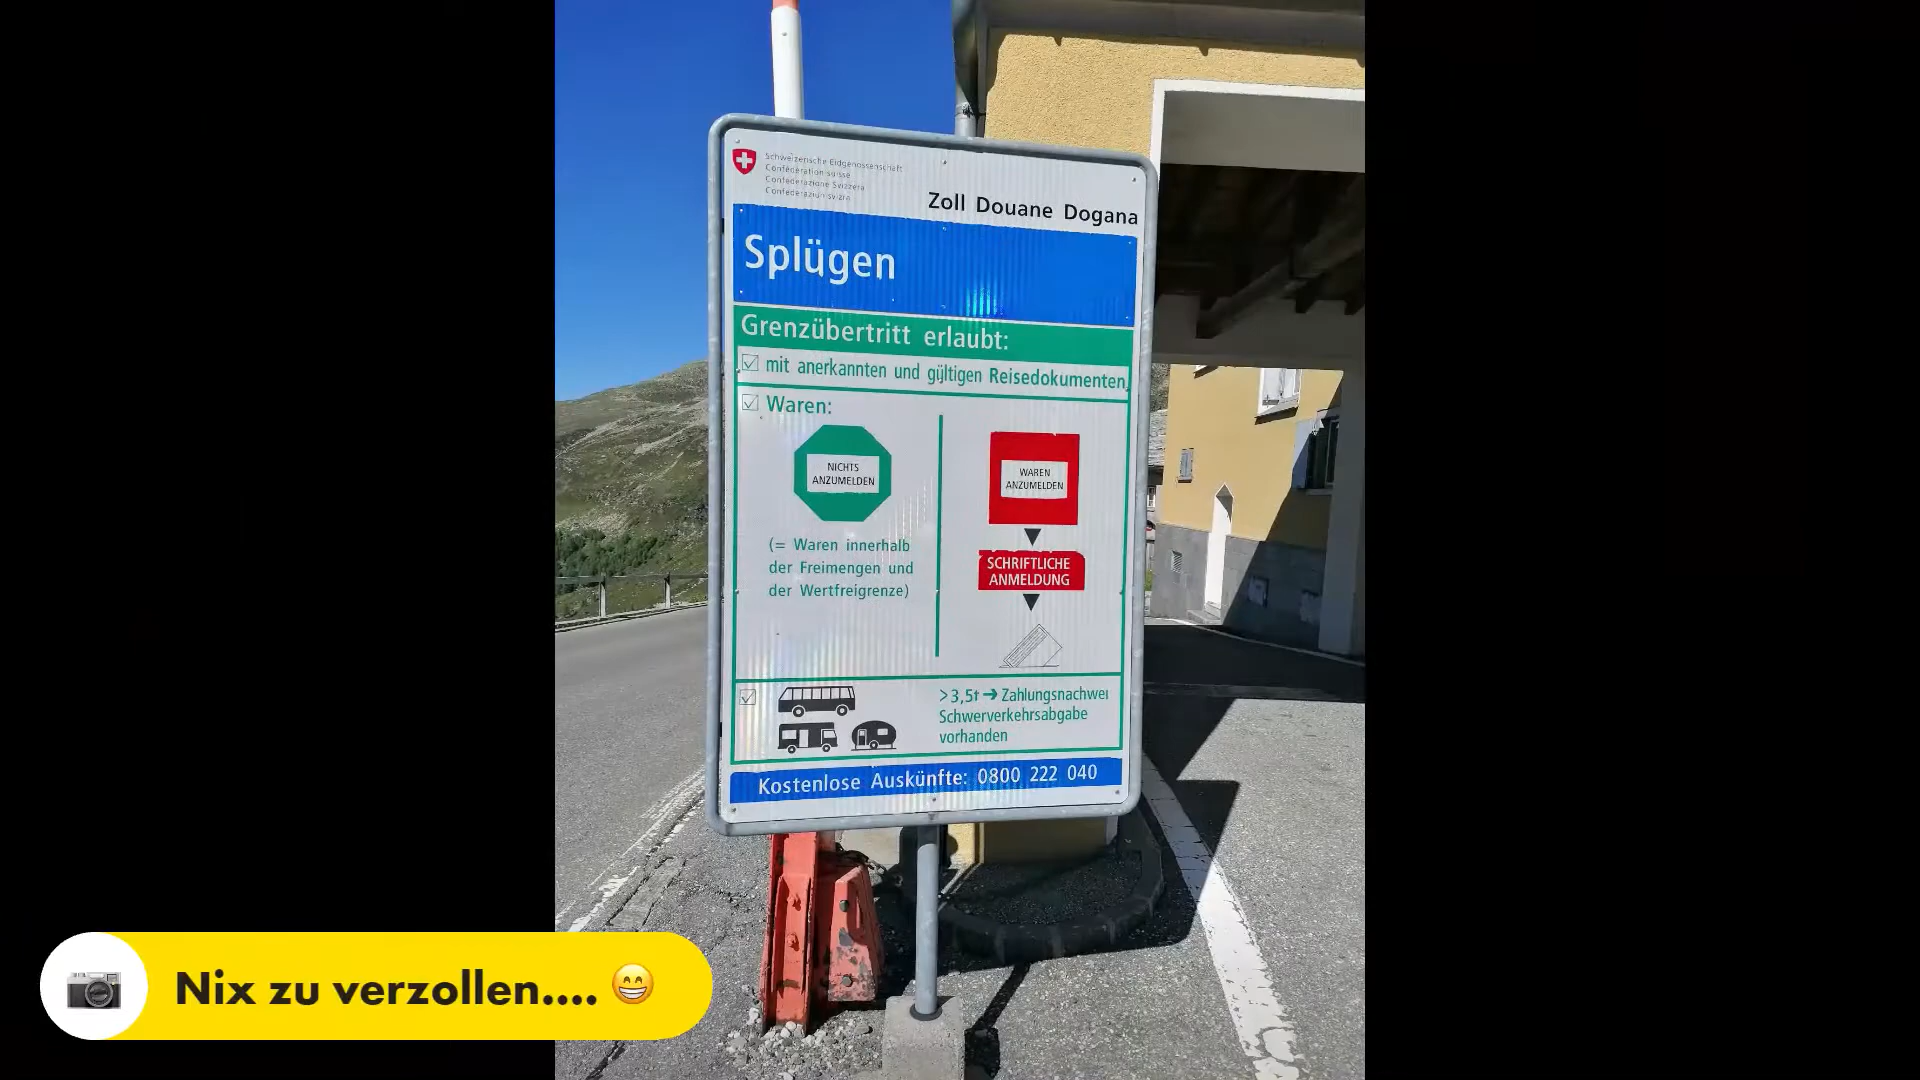 Schweizerische Eidgenossenschaft
Confédération suisse
Confederazione Svizzera
Confederaziun svizra
Zoll Douane Dogana
Splügen
Grenzübertritt erlaubt:
mit anerkannten und gültigen Reisedokumenten
Waren:
NICHTS
ANZUMELDEN
(= Waren innerhalb
der Freimengen und
der Wertfreigrenze)
WAREN
ANZUMELDEN
SCHRIFTLICHE
ANMELDUNG
>3,5t ➔ Zahlungsnachwei
Schwerverkehrsabgabe
vorhanden
Kostenlose Auskünfte: 0800 222 040
Nix zu verzollen.... 😁